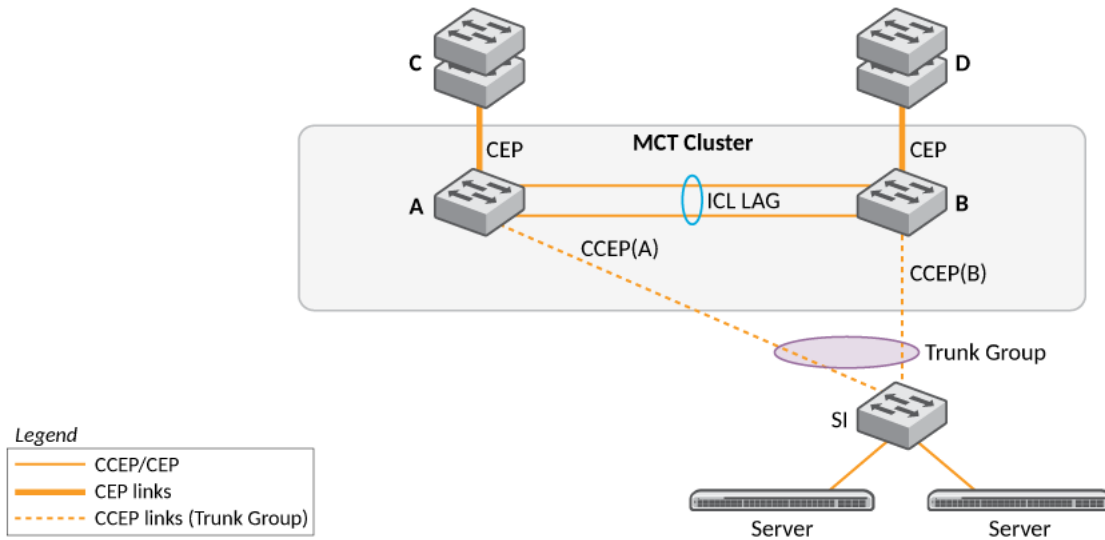 C
D
CEP
MCT Cluster
CEP
A
ICL LAG
B
CCEP(A)
CCEP(B)
Trunk Group
SI
Legend
CCEP/CEP
CEP links
CCEP links (Trunk Group)
Server
Server